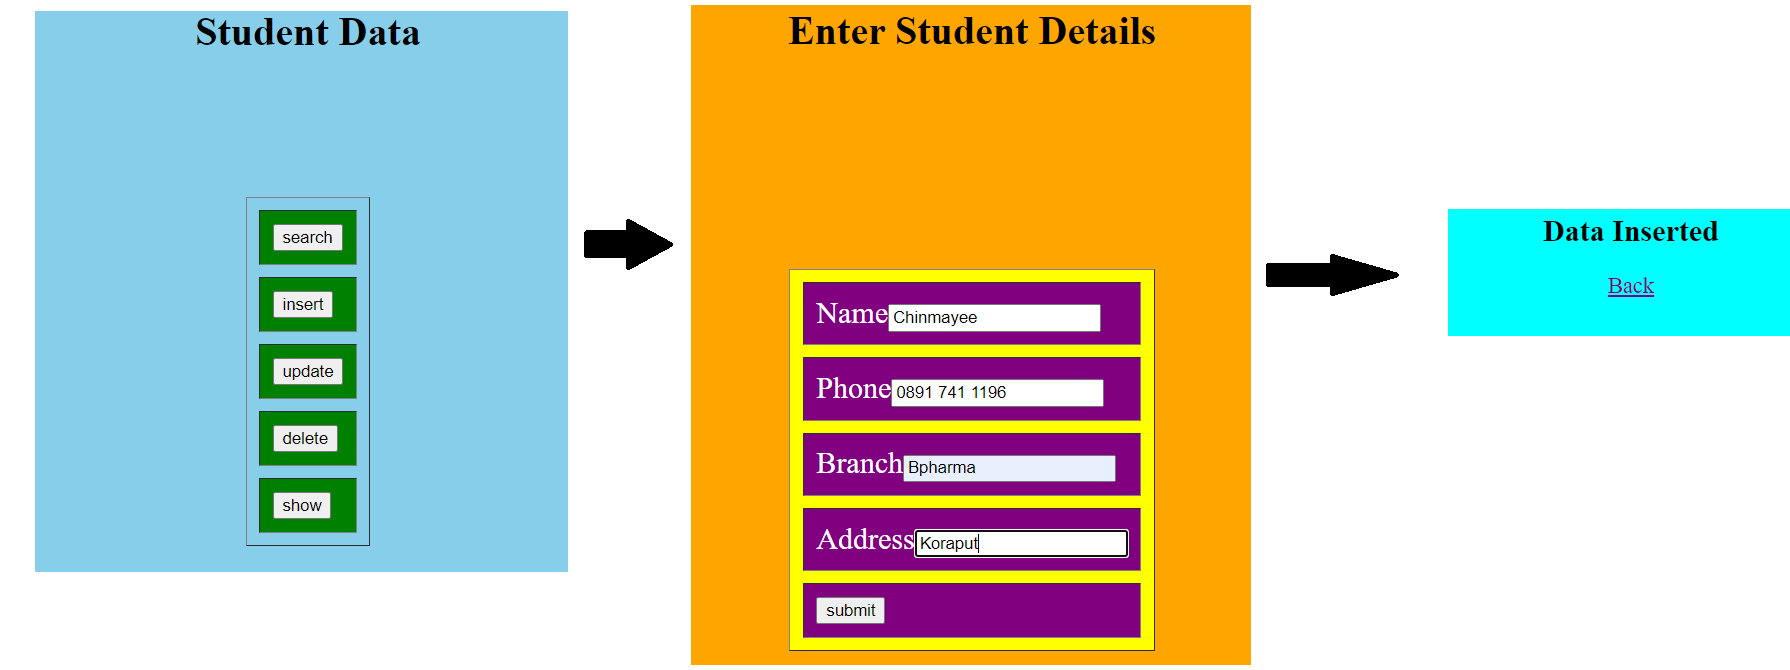 Student Data
search
insert
update
delete
show
Enter Student Details
Name Chinmayee
Phone 0891 741 1196
Branch Bpharma
Address Koraput
submit
Data Inserted
Back